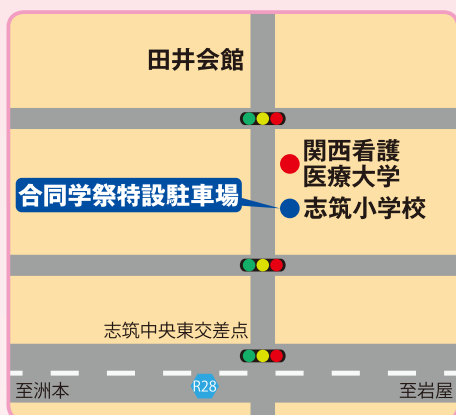 田井会館
関西看護
医療大学
合同学祭特設駐車場
志筑小学校
志筑中央東交差点
R28
至洲本
至岩屋